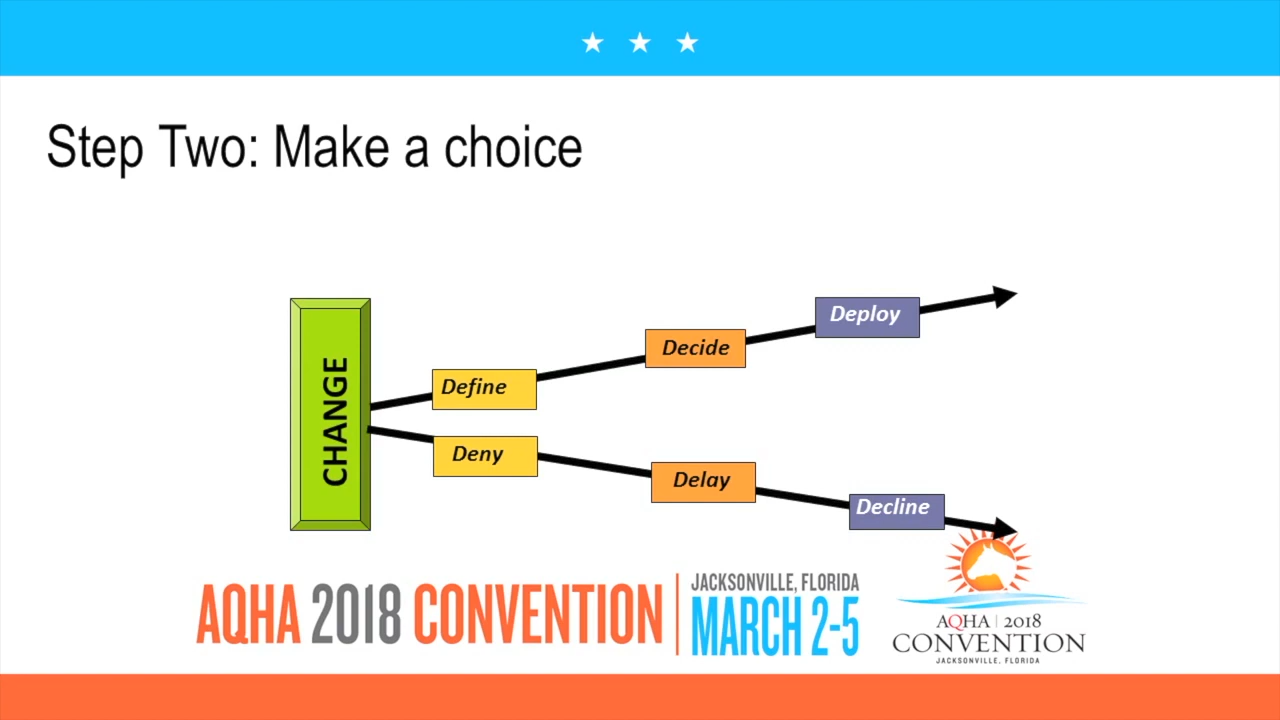 Step Two: Make a choice
CHANGE
Define
Decide
Deploy
Deny
Delay
Decline
AQHA 2018 CONVENTION
JACKSONVILLE, FLORIDA
MARCH 2-5
AQHA | 2018
CONVENTION
JACKSONVILLE, FLORIDA